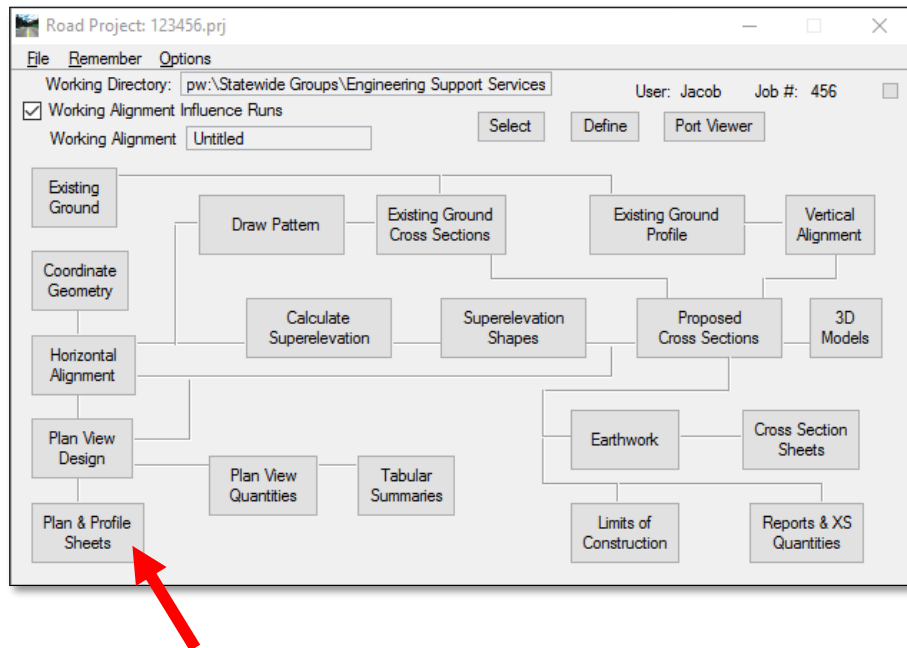 Road Project: 123456.prj
File Remember Options
Working Directory: pw:\Statewide Groups\Engineering Support Services
User: Jacob Job #: 456
Working Alignment Influence Runs
Working Alignment Untitled
Select Define Port Viewer
Existing
Ground
Draw Pattern
Existing Ground
Cross Sections
Existing Ground
Profile
Vertical
Alignment
Coordinate
Geometry
Calculate
Superelevation
Superelevation
Shapes
Proposed
Cross Sections
3D
Models
Horizontal
Alignment
Plan View
Design
Earthwork
Cross Section
Sheets
Plan View
Quantities
Tabular
Summaries
Plan & Profile
Sheets
Limits of
Construction
Reports & XS
Quantities